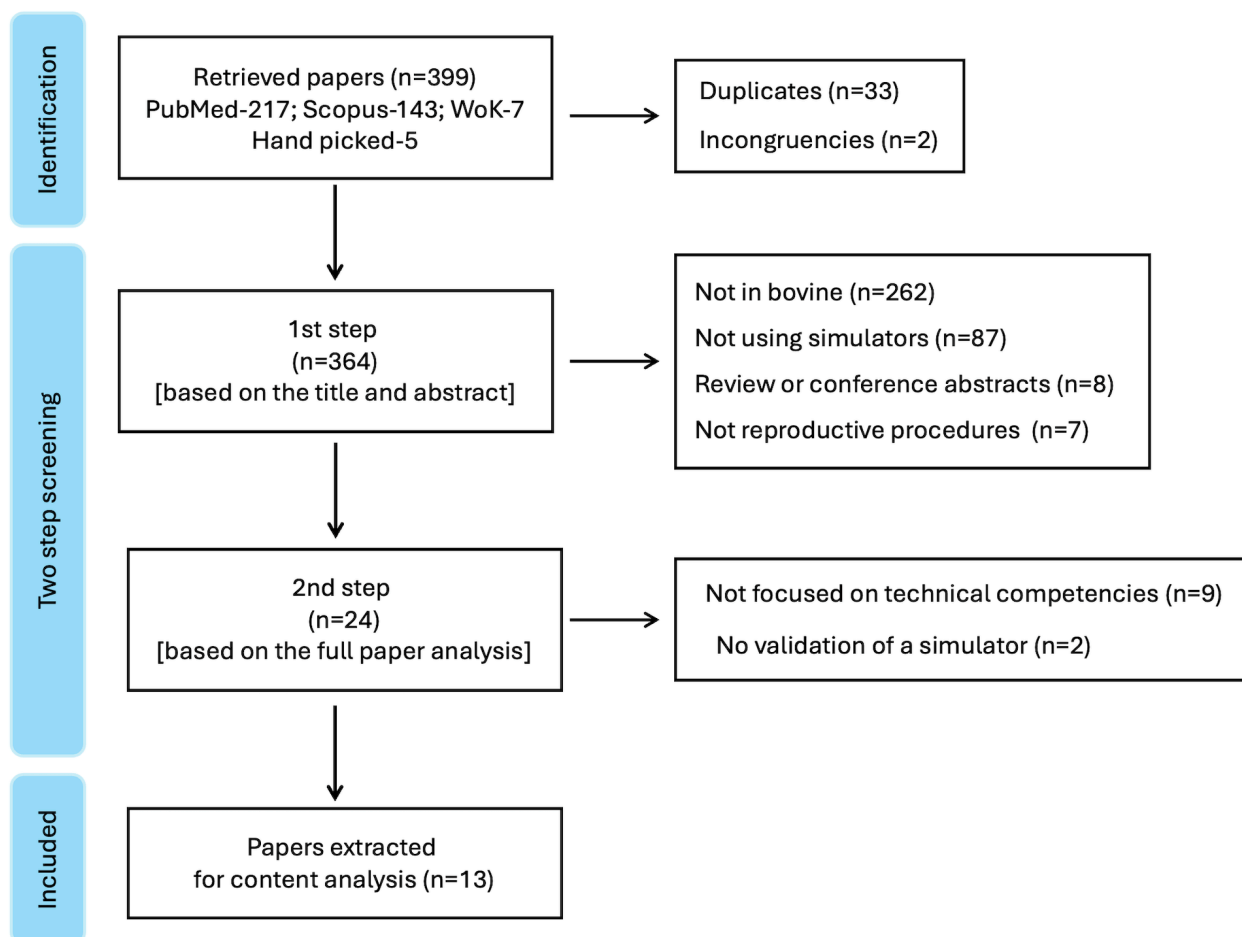 Identification
Retrieved papers (n=399)
PubMed-217; Scopus-143; WoK-7
Hand picked-5
Duplicates (n=33)
Incongruencies (n=2)
Two step screening
1st step
(n=364)
[based on the title and abstract]
Not in bovine (n=262)
Not using simulators (n=87)
Review or conference abstracts (n=8)
Not reproductive procedures (n=7)
2nd step
(n=24)
[based on the full paper analysis]
Not focused on technical competencies (n=9)
No validation of a simulator (n=2)
Included
Papers extracted
for content analysis (n=13)